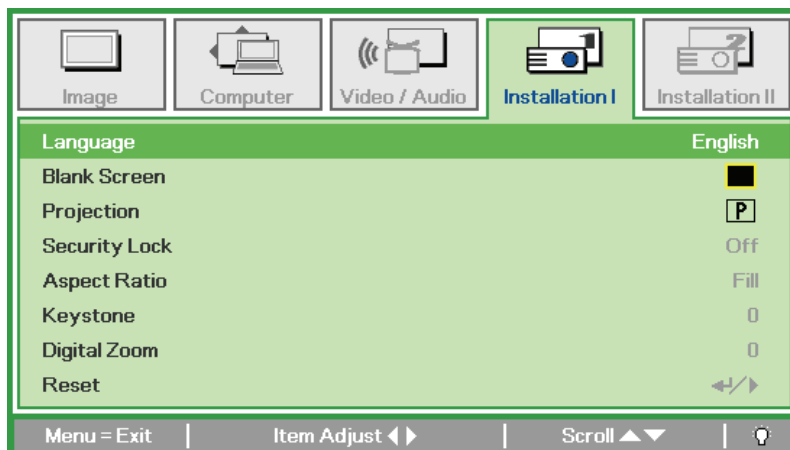 Image Computer Video / Audio Installation I Installation II
Language English
Blank Screen
Projection P
Security Lock Off
Aspect Ratio Fill
Keystone 0
Digital Zoom 0
Reset
Menu = Exit Item Adjust Scroll